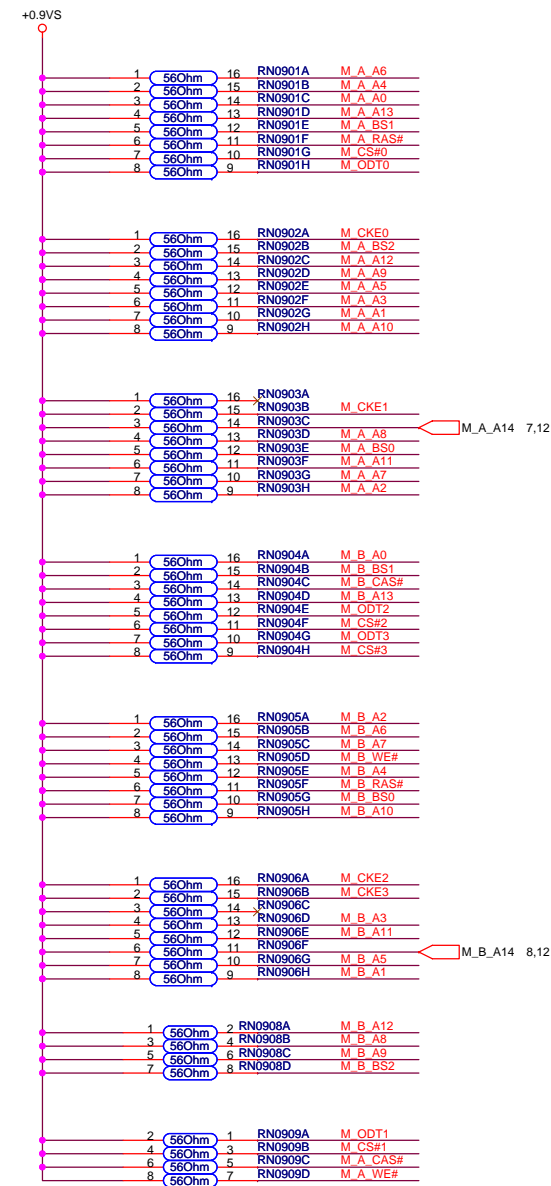 +0.9VS
1 56Ohm 16 RN0901A M_A_A6
2 56Ohm 15 RN0901B M_A_A4
3 56Ohm 14 RN0901C M_A_A0
4 56Ohm 13 RN0901D M_A_A13
5 56Ohm 12 RN0901E M_A_BS1
6 56Ohm 11 RN0901F M_A_RAS#
7 56Ohm 10 RN0901G M_CS#0
8 56Ohm 9 RN0901H M_ODT0
1 56Ohm 16 RN0902A M_CKE0
2 56Ohm 15 RN0902B M_A_BS2
3 56Ohm 14 RN0902C M_A_A12
4 56Ohm 13 RN0902D M_A_A9
5 56Ohm 12 RN0902E M_A_A5
6 56Ohm 11 RN0902F M_A_A3
7 56Ohm 10 RN0902G M_A_A1
8 56Ohm 9 RN0902H M_A_A10
1 56Ohm 16 RN0903A
2 56Ohm 15 RN0903B M_CKE1
3 56Ohm 14 RN0903C M_A_A14 7,12
4 56Ohm 13 RN0903D M_A_A8
5 56Ohm 12 RN0903E M_A_BS0
6 56Ohm 11 RN0903F M_A_A11
7 56Ohm 10 RN0903G M_A_A7
8 56Ohm 9 RN0903H M_A_A2
1 56Ohm 16 RN0904A M_B_A0
2 56Ohm 15 RN0904B M_B_BS1
3 56Ohm 14 RN0904C M_B_CAS#
4 56Ohm 13 RN0904D M_B_A13
5 56Ohm 12 RN0904E M_ODT2
6 56Ohm 11 RN0904F M_CS#2
7 56Ohm 10 RN0904G M_ODT3
8 56Ohm 9 RN0904H M_CS#3
1 56Ohm 16 RN0905A M_B_A2
2 56Ohm 15 RN0905B M_B_A6
3 56Ohm 14 RN0905C M_B_A7
4 56Ohm 13 RN0905D M_B_WE#
5 56Ohm 12 RN0905E M_B_A4
6 56Ohm 11 RN0905F M_B_RAS#
7 56Ohm 10 RN0905G M_B_BS0
8 56Ohm 9 RN0905H M_B_A10
1 56Ohm 16 RN0906A M_CKE2
2 56Ohm 15 RN0906B M_CKE3
3 56Ohm 14 RN0906C
4 56Ohm 13 RN0906D M_B_A3
5 56Ohm 12 RN0906E M_B_A11
6 56Ohm 11 RN0906F M_B_A14 8,12
7 56Ohm 10 RN0906G M_B_A5
8 56Ohm 9 RN0906H M_B_A1
1 56Ohm 2 RN0908A M_B_A12
3 56Ohm 4 RN0908B M_B_A8
5 56Ohm 6 RN0908C M_B_A9
7 56Ohm 8 RN0908D M_B_BS2
2 56Ohm 1 RN0909A M_ODT1
4 56Ohm 3 RN0909B M_CS#1
6 56Ohm 5 RN0909C M_A_CAS#
8 56Ohm 7 RN0909D M_A_WE#